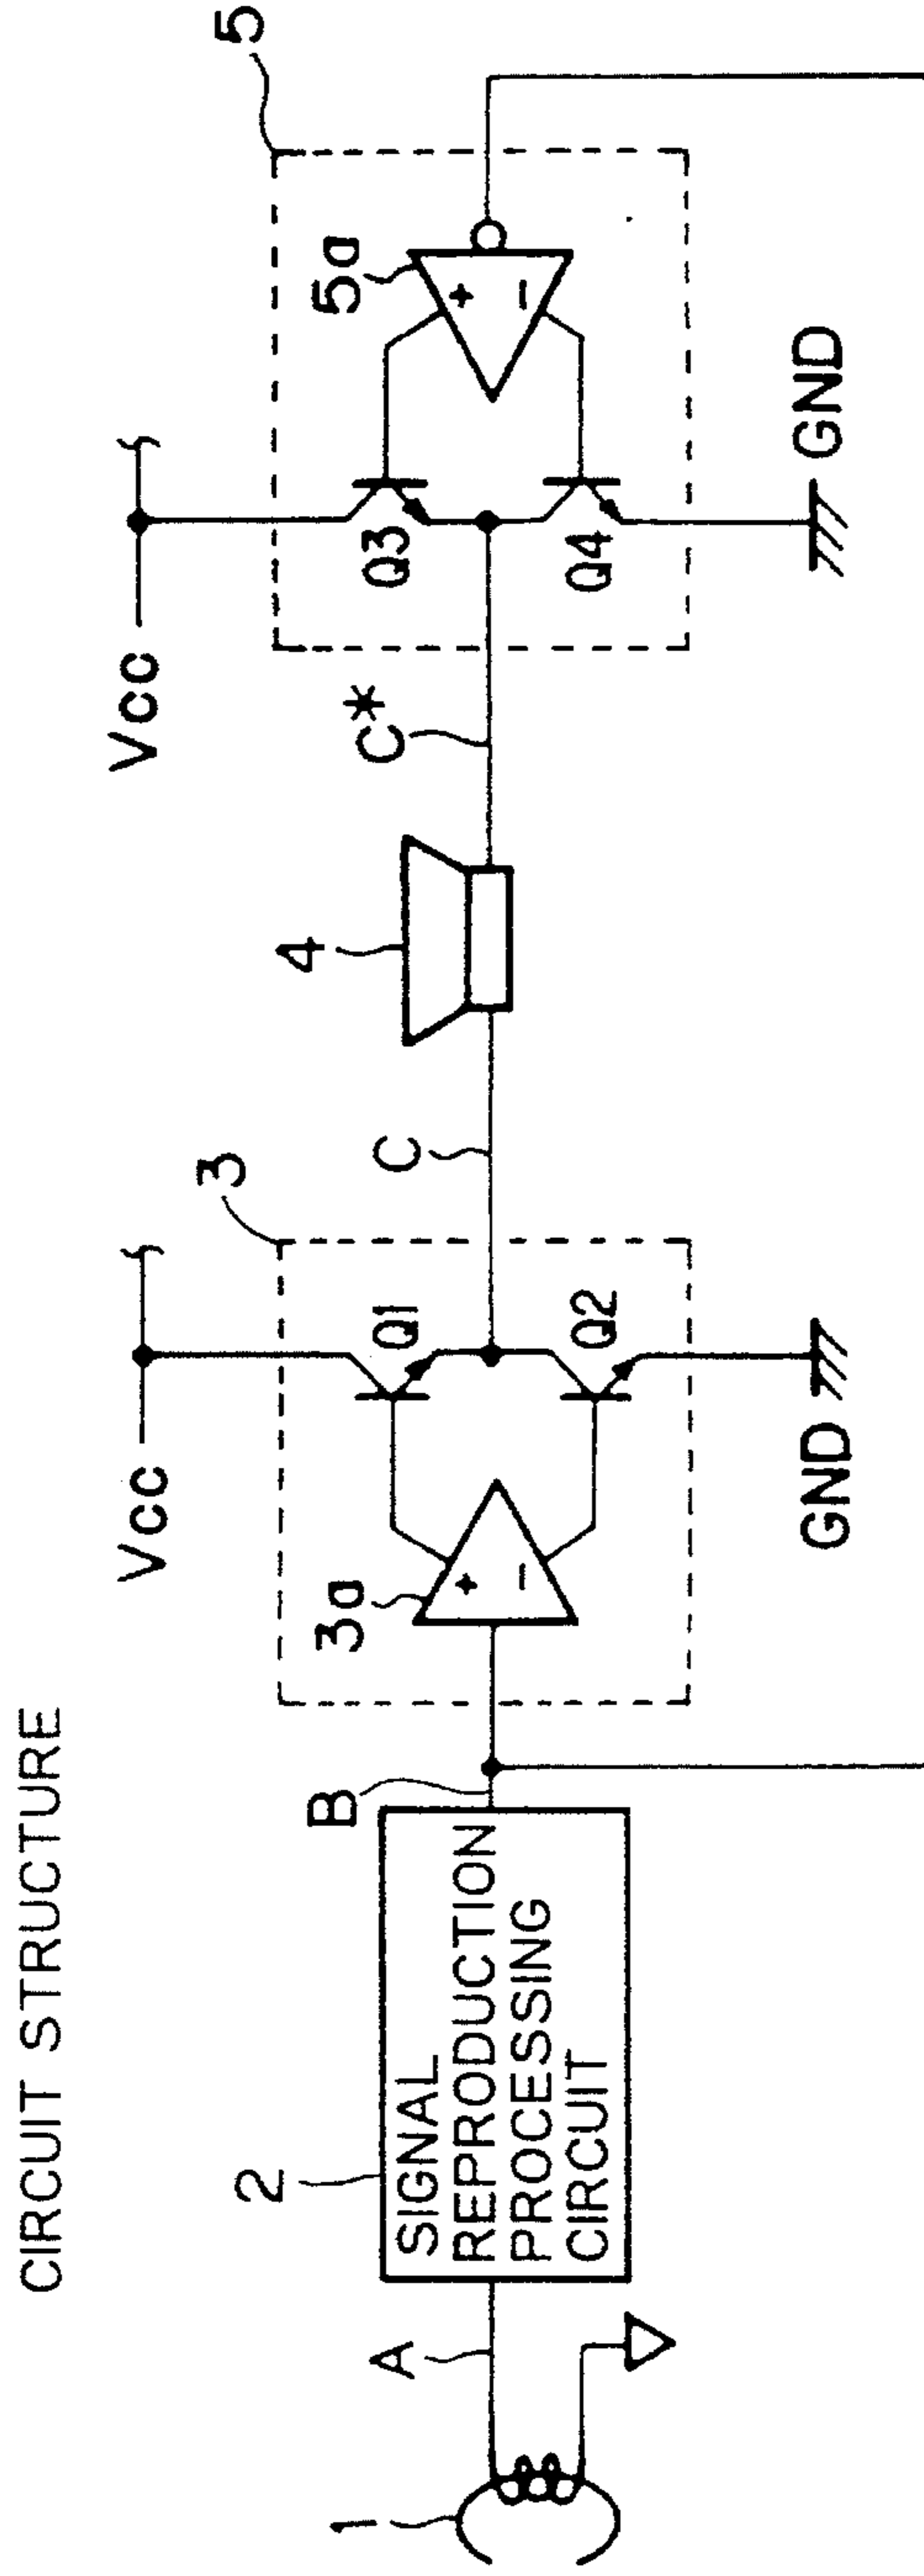 CIRCUIT STRUCTURE
1
A
2
SIGNAL
REPRODUCTION
PROCESSING
CIRCUIT
B
3
3a
+
−
Vcc
Q1
Q2
GND
C
4
C*
Vcc
Q3
Q4
GND
5
5a
+
−